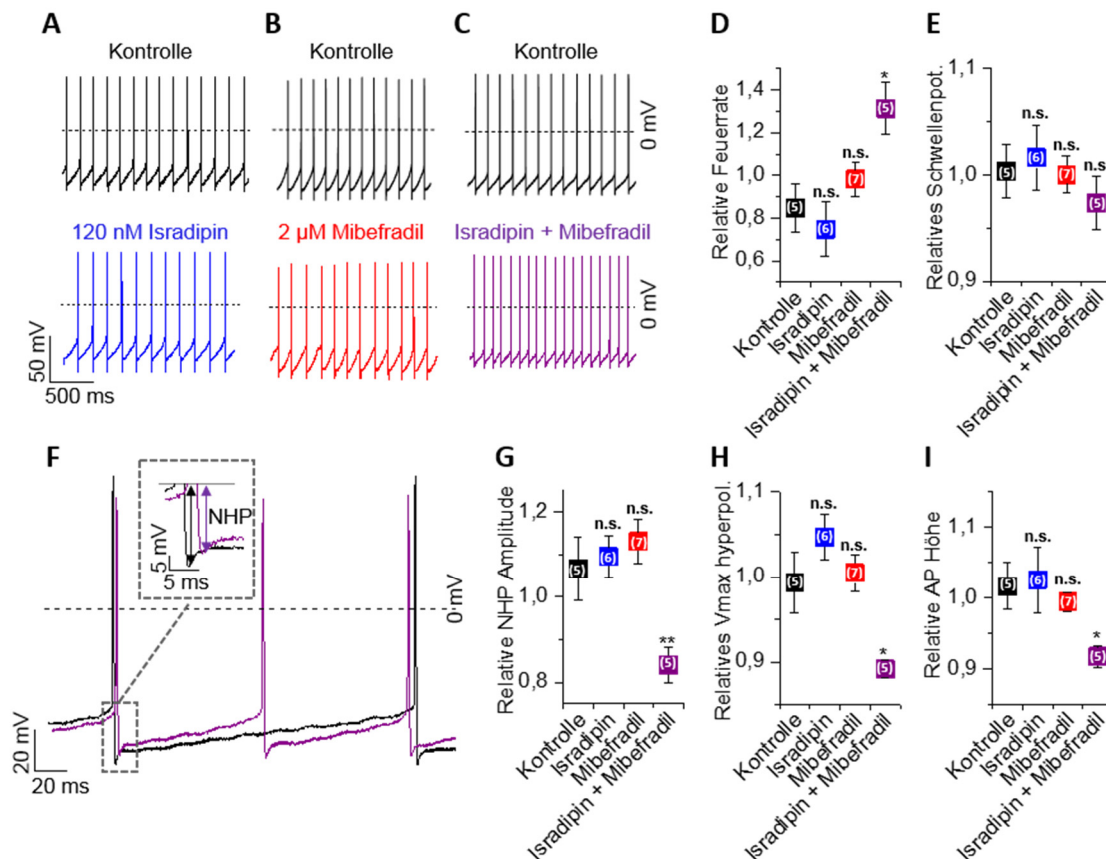 A
Kontrolle
120 nM Isradipin
50 mV
500 ms
B
Kontrolle
2 µM Mibefradil
C
Kontrolle
0 mV
Isradipin + Mibefradil
0 mV
D
Relative Feuerrate
1,4
1,2
1,0
0,8
0,6
(5)
n.s.
(6)
n.s.
(7)
*
(5)
Kontrolle
Isradipin
Mibefradil
Isradipin + Mibefradil
E
Relatives Schwellenpot.
1,1
1,0
0,9
(5)
n.s.
(6)
n.s.
(7)
n.s.
(5)
Kontrolle
Isradipin
Mibefradil
Isradipin + Mibefradil
F
NHP
5 mV
5 ms
0 mV
20 mV
20 ms
G
Relative NHP Amplitude
1,2
1,0
0,8
(5)
n.s.
(6)
n.s.
(7)
**
(5)
Kontrolle
Isradipin
Mibefradil
Isradipin + Mibefradil
H
Relatives Vmax hyperpol.
1,1
1,0
0,9
(5)
n.s.
(6)
n.s.
(7)
*
(5)
Kontrolle
Isradipin
Mibefradil
Isradipin + Mibefradil
I
Relative AP Höhe
1,1
1,0
0,9
(5)
n.s.
(6)
n.s.
(7)
*
(5)
Kontrolle
Isradipin
Mibefradil
Isradipin + Mibefradil